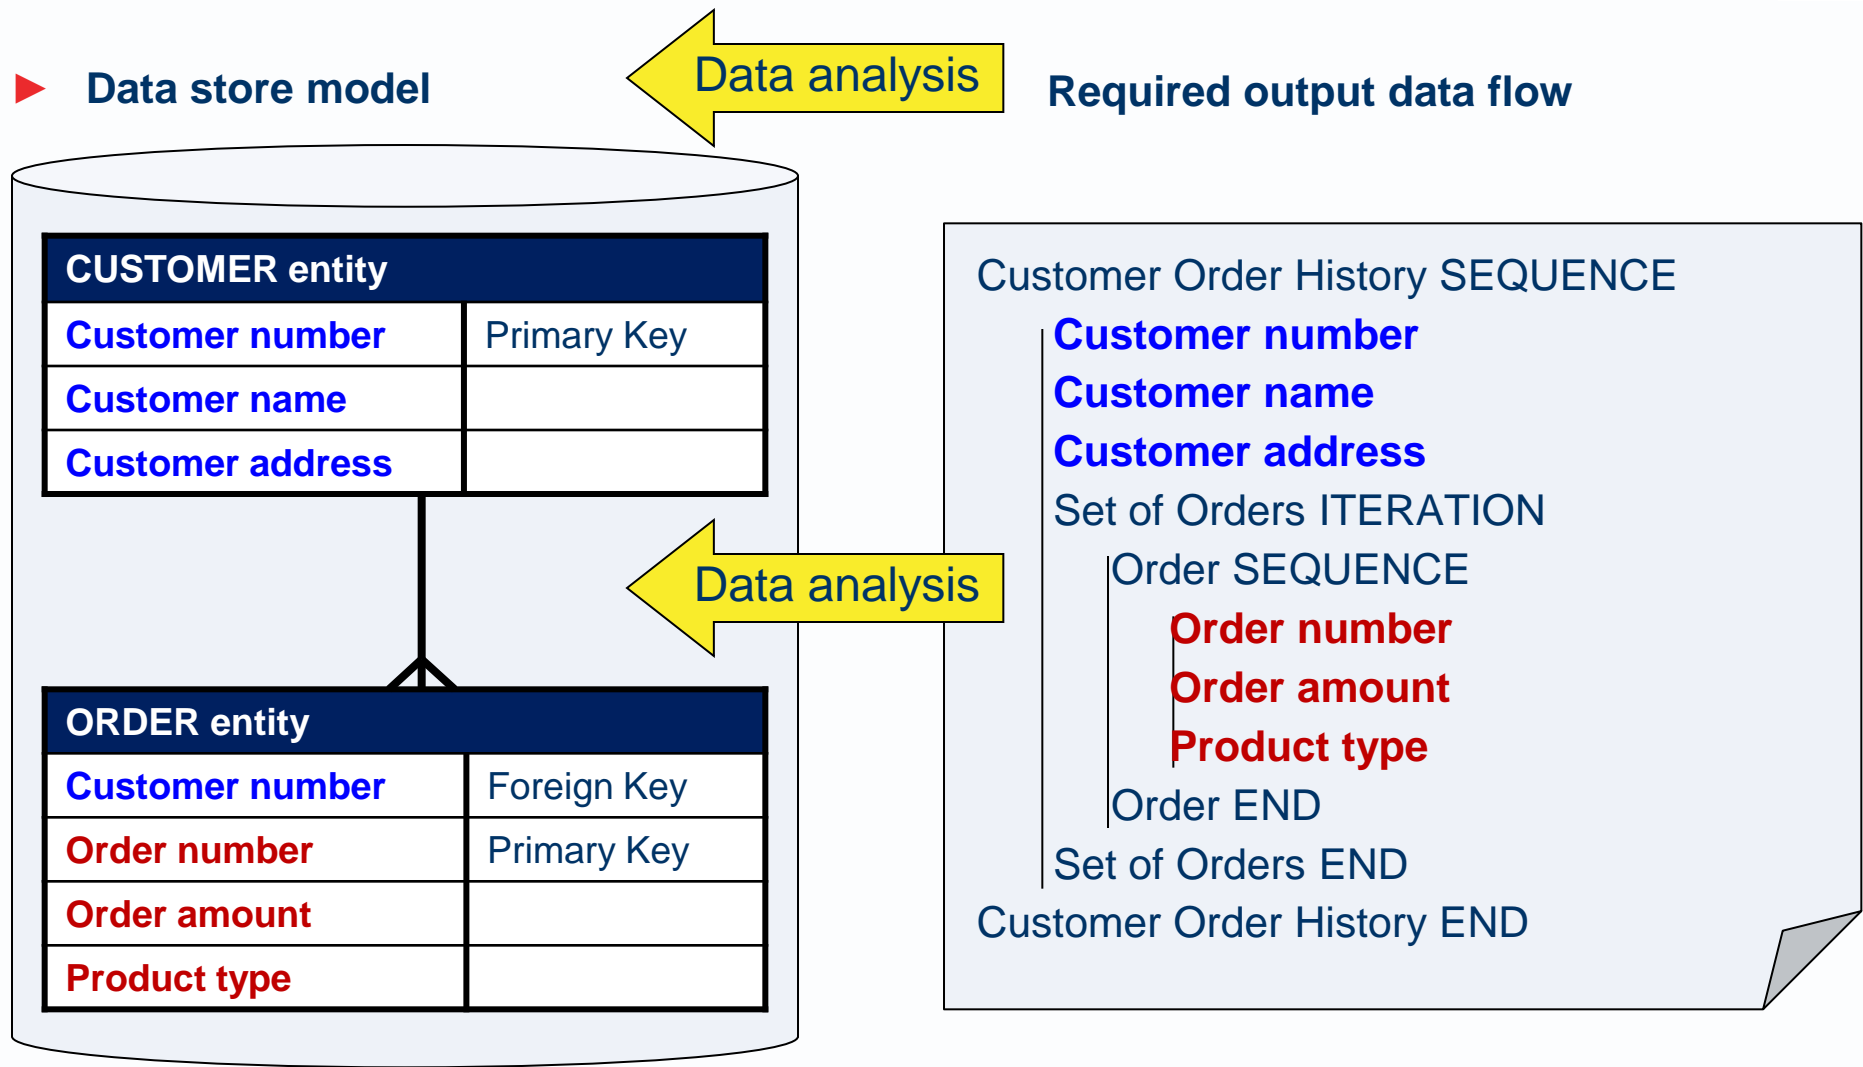 ► Data store model
Data analysis
Required output data flow
CUSTOMER entity
Customer number Primary Key
Customer name
Customer address
Data analysis
ORDER entity
Customer number Foreign Key
Order number Primary Key
Order amount
Product type
Customer Order History SEQUENCE
Customer number
Customer name
Customer address
Set of Orders ITERATION
Order SEQUENCE
Order number
Order amount
Product type
Order END
Set of Orders END
Customer Order History END